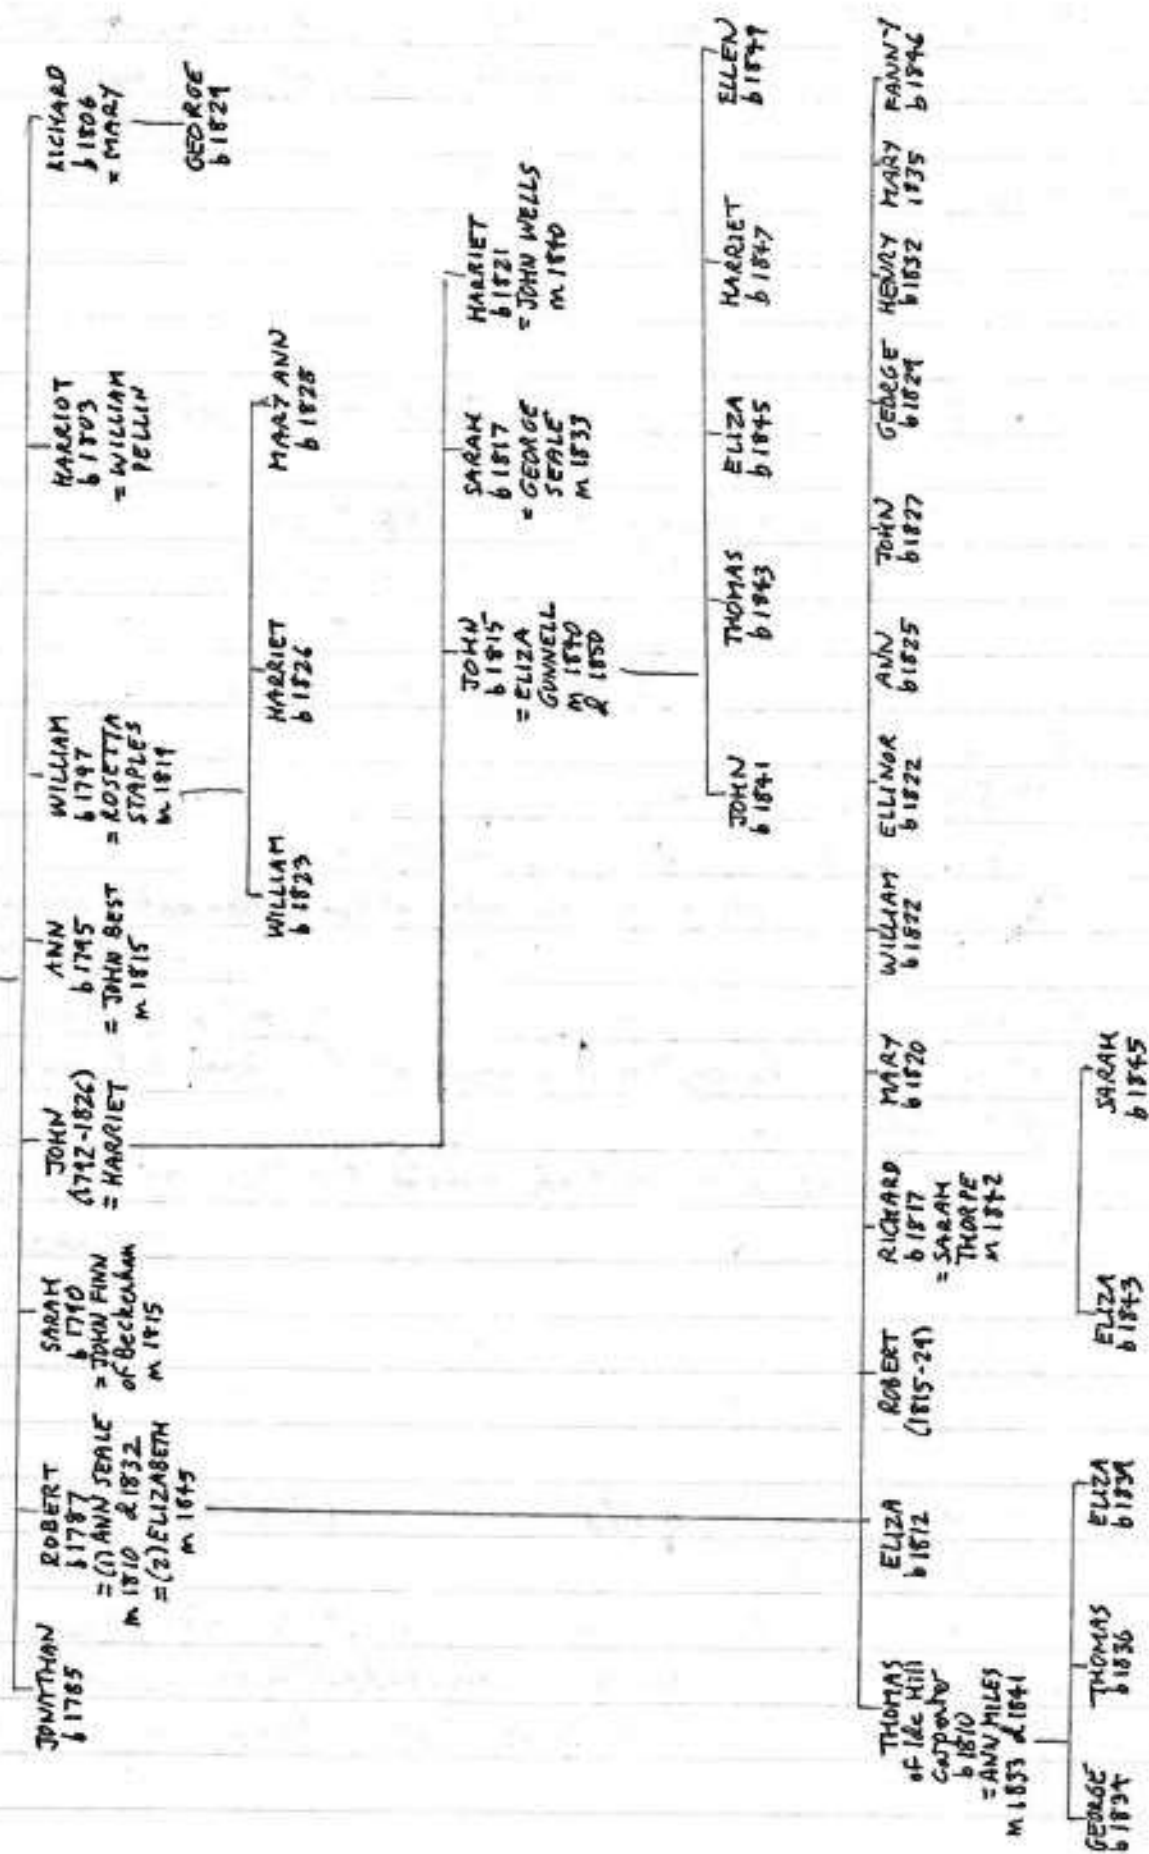 JONATHAN
b 1785
ROBERT
b 1787
= (1) ANN SEALE
m 1810 d 1832
= (2) ELIZABETH
m 1845
SARAH
b 1790
= JOHN FINN
of Beckenham
m 1815
JOHN
(1792-1826)
= HARRIET
ANN
b 1795
= JOHN BEST
m 1815
WILLIAM
b 1797
= ROSETTA
STAPLES
m 1819
HARRIOT
b 1803
= WILLIAM
PELLIN
RICHARD
b 1806
= MARY
GEORGE
b 1829
WILLIAM
b 1823
HARRIET
b 1826
MARY ANN
b 1828
JOHN
b 1815
= ELIZA
GUNNELL
m 1840
d 1850
SARAH
b 1817
= GEORGE
SEALE
m 1833
HARRIET
b 1821
= JOHN WELLS
m 1840
JOHN
b 1841
THOMAS
b 1843
ELIZA
b 1845
HARRIET
b 1847
ELLEN
b 1849
THOMAS
of Hill
Carpenter
b 1810
= ANN MILES
m 1833 d 1841
ELIZA
b 1812
ROBERT
(1815-29)
RICHARD
b 1817
= SARAH
THORPE
m 1842
MARY
b 1820
WILLIAM
b 1822
ELLINOR
b 1822
ANN
b 1825
JOHN
b 1827
GEORGE
b 1829
HENRY
b 1832
MARY
1835
FANNY
b 1846
GEORGE
b 1834
THOMAS
b 1836
ELIZA
b 1839
ELIZA
b 1843
SARAH
b 1845